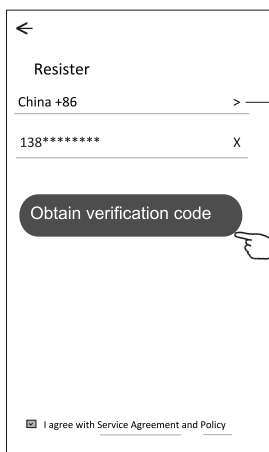 Resister
China +86 >
138******** X
Obtain verification code
I agree with Service Agreement and Policy